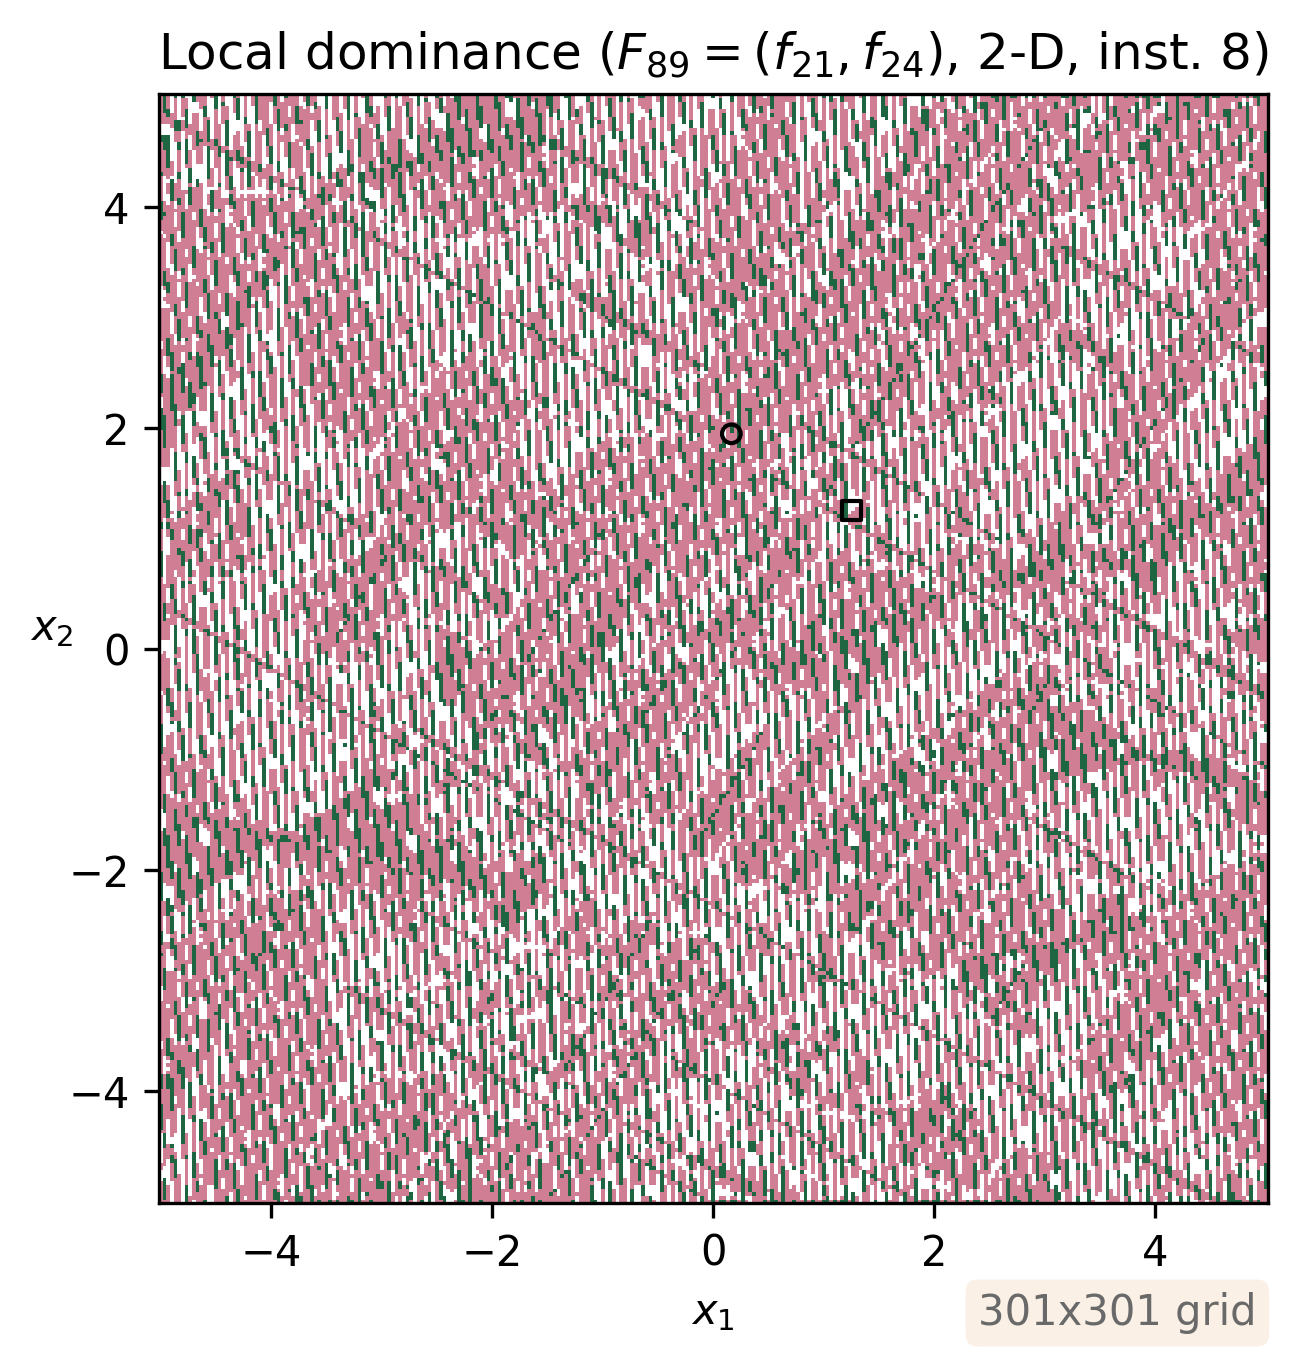 Local dominance (F₈₉ = (f₂₁, f₂₄), 2-D, inst. 8)
4
2
0
−2
−4
x₂
−4
−2
0
2
4
x₁
301x301 grid